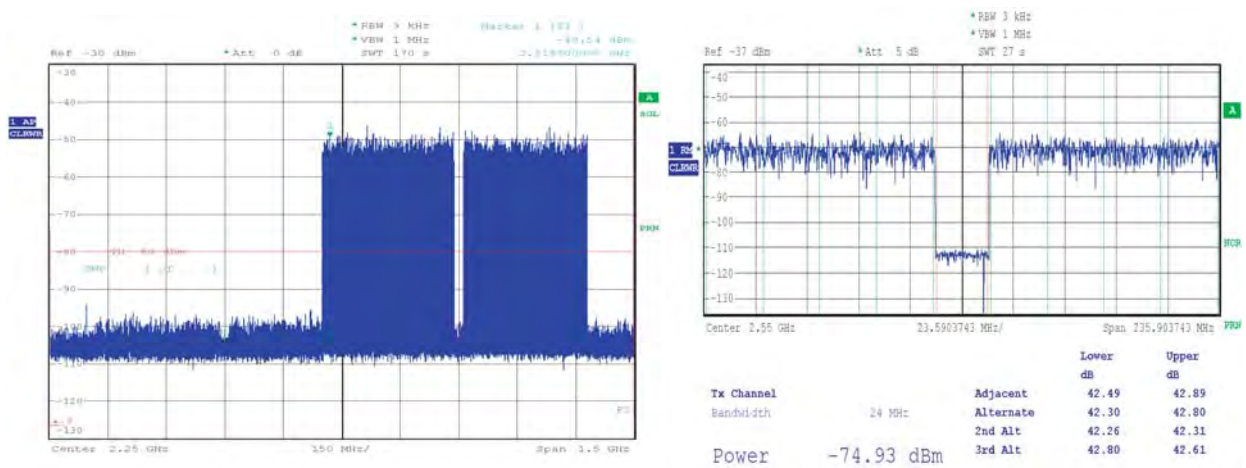 * RBW 3 kHz Marker 1 [T1 ]
* VBW 1 MHz
Ref -30 dBm * Att 0 dB SWT 170 s
-30
-40
1 AP
CLRWR
A
-50
-60
-70
PRN
-80
-90
-100
-110
-120
-130
Center 2.25 GHz 150 MHz/ Span 1.5 GHz
* RBW 3 kHz
* VBW 1 MHz
Ref -37 dBm * Att 5 dB SWT 27 s
-40
A
-50
-60
1 RM *
CLRWR
-70
-80
-90
-100
-110
NOR
-120
-130
PRN
Center 2.55 GHz 23.5903743 MHz/ Span 235.903743 MHz
Lower Upper
dB dB
Tx Channel Adjacent 42.49 42.89
Bandwidth 24 MHz Alternate 42.30 42.80
2nd Alt 42.26 42.31
Power -74.93 dBm 3rd Alt 42.80 42.61